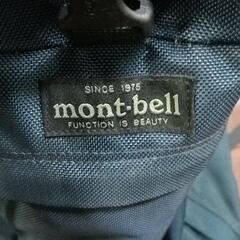 SINCE 1975
mont-bell
FUNCTION IS BEAUTY